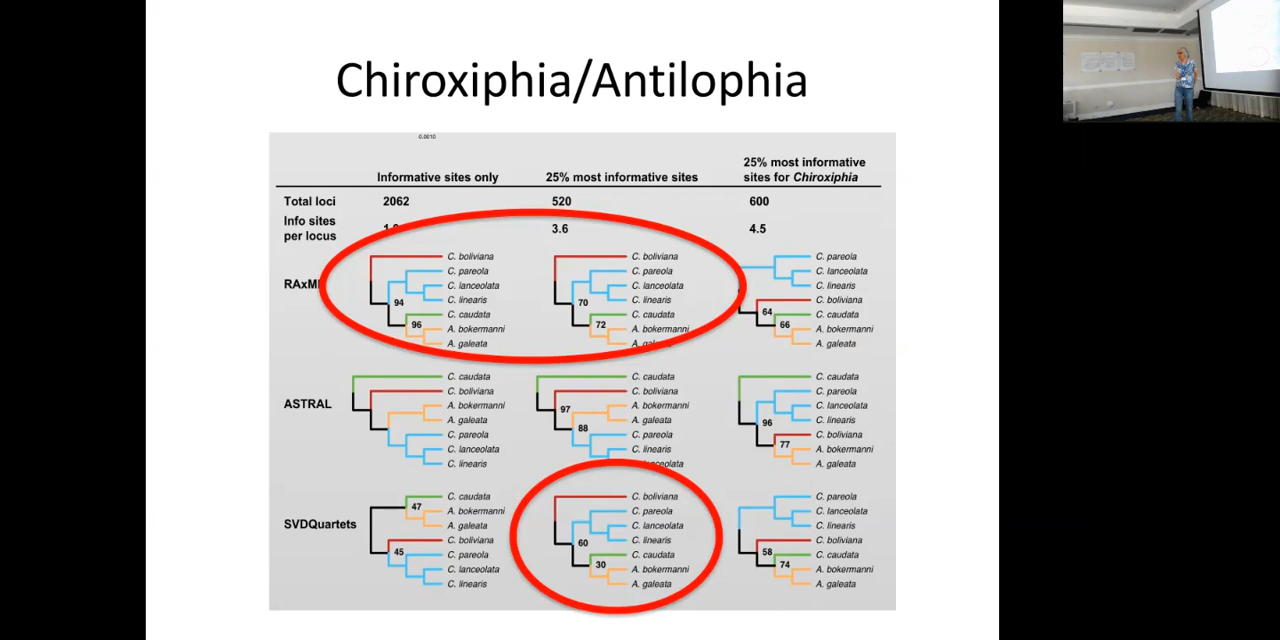 Chiroxiphia/Antilophia
0.0010
Informative sites only
25% most informative sites
25% most informative
sites for Chiroxiphia
Total loci
2062
520
600
Info sites
per locus
3.6
4.5
C. boliviana
C. pareola
C. lanceolata
C. linearis
C. caudata
A. bokermanni
A. galeata
94
96
C. boliviana
C. pareola
C. lanceolata
C. linearis
C. caudata
A. bokermanni
A. galeata
70
72
C. pareola
C. lanceolata
C. linearis
C. boliviana
C. caudata
A. bokermanni
A. galeata
64
66
ASTRAL
C. caudata
C. boliviana
A. bokermanni
A. galeata
C. pareola
C. lanceolata
C. linearis
C. caudata
C. boliviana
A. bokermanni
A. galeata
C. pareola
C. linearis
97
88
C. caudata
C. pareola
C. lanceolata
C. linearis
C. boliviana
A. bokermanni
A. galeata
96
77
SVDQuartets
C. caudata
A. bokermanni
A. galeata
C. boliviana
C. pareola
C. lanceolata
C. linearis
47
45
C. boliviana
C. pareola
C. lanceolata
C. linearis
C. caudata
A. bokermanni
A. galeata
60
30
C. pareola
C. lanceolata
C. linearis
C. boliviana
C. caudata
A. bokermanni
A. galeata
58
74